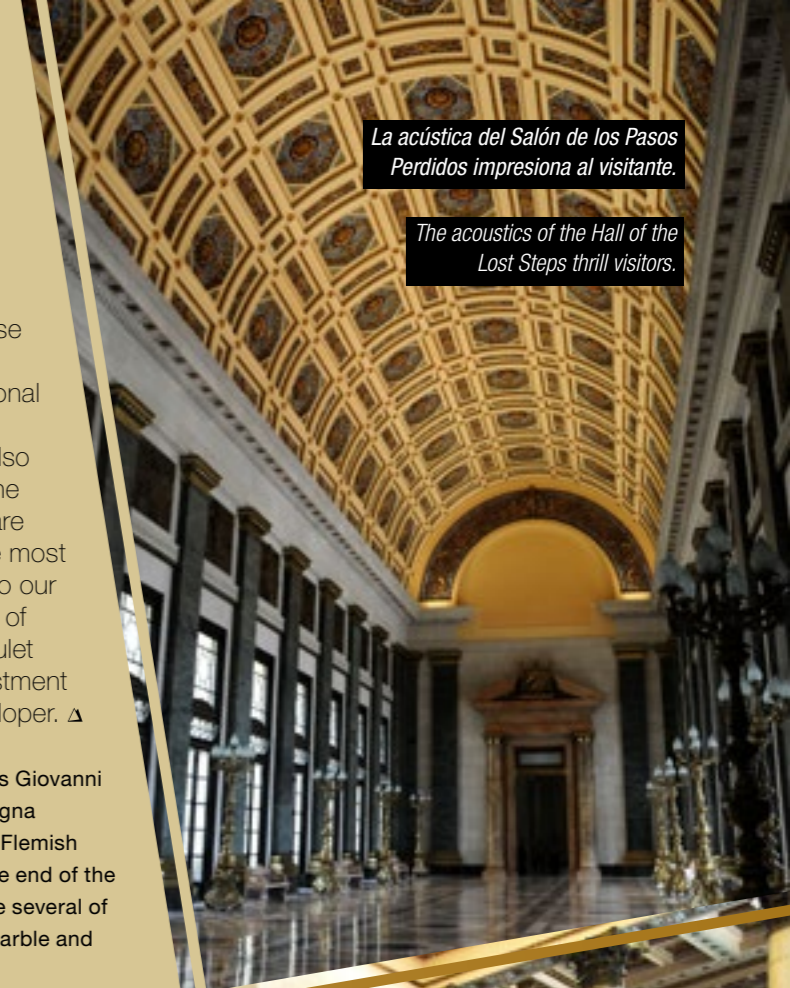 se
onal
lso
are
e most
o our
of
ulet
stment
loper.
s Giovanni
gna
Flemish
e end of the
e several of
arble and
La acústica del Salón de los Pasos
Perdidos impresiona al visitante.
The acoustics of the Hall of the
Lost Steps thrill visitors.